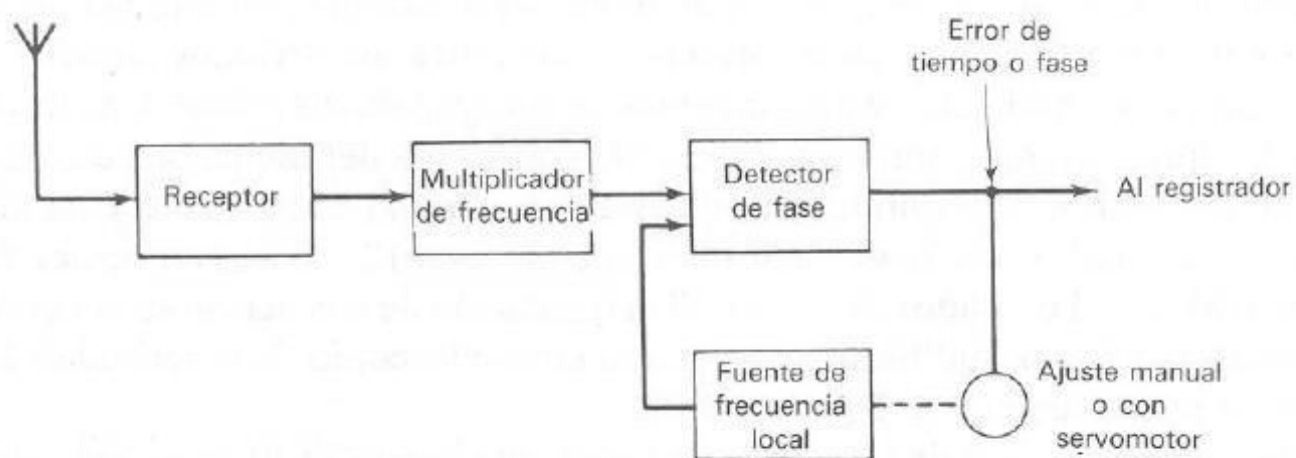 Error de
tiempo o fase
Receptor
Multiplicador
de frecuencia
Detector
de fase
Al registrador
Fuente de
frecuencia
local
Ajuste manual
o con
servomotor